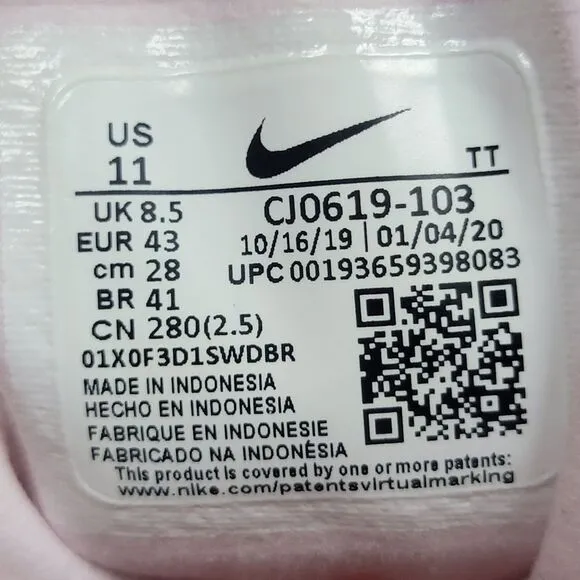 US
11
TT
UK 8.5
EUR 43
cm 28
BR 41
CN 280(2.5)
CJ0619-103
10/16/19 | 01/04/20
UPC 00193659398083
01X0F3D1SWDBR
MADE IN INDONESIA
HECHO EN INDONESIA
FABRIQUE EN INDONESIE
FABRICADO NA INDONÉSIA
This product is covered by one or more patents:
www.nike.com/patentsvirtualmarking